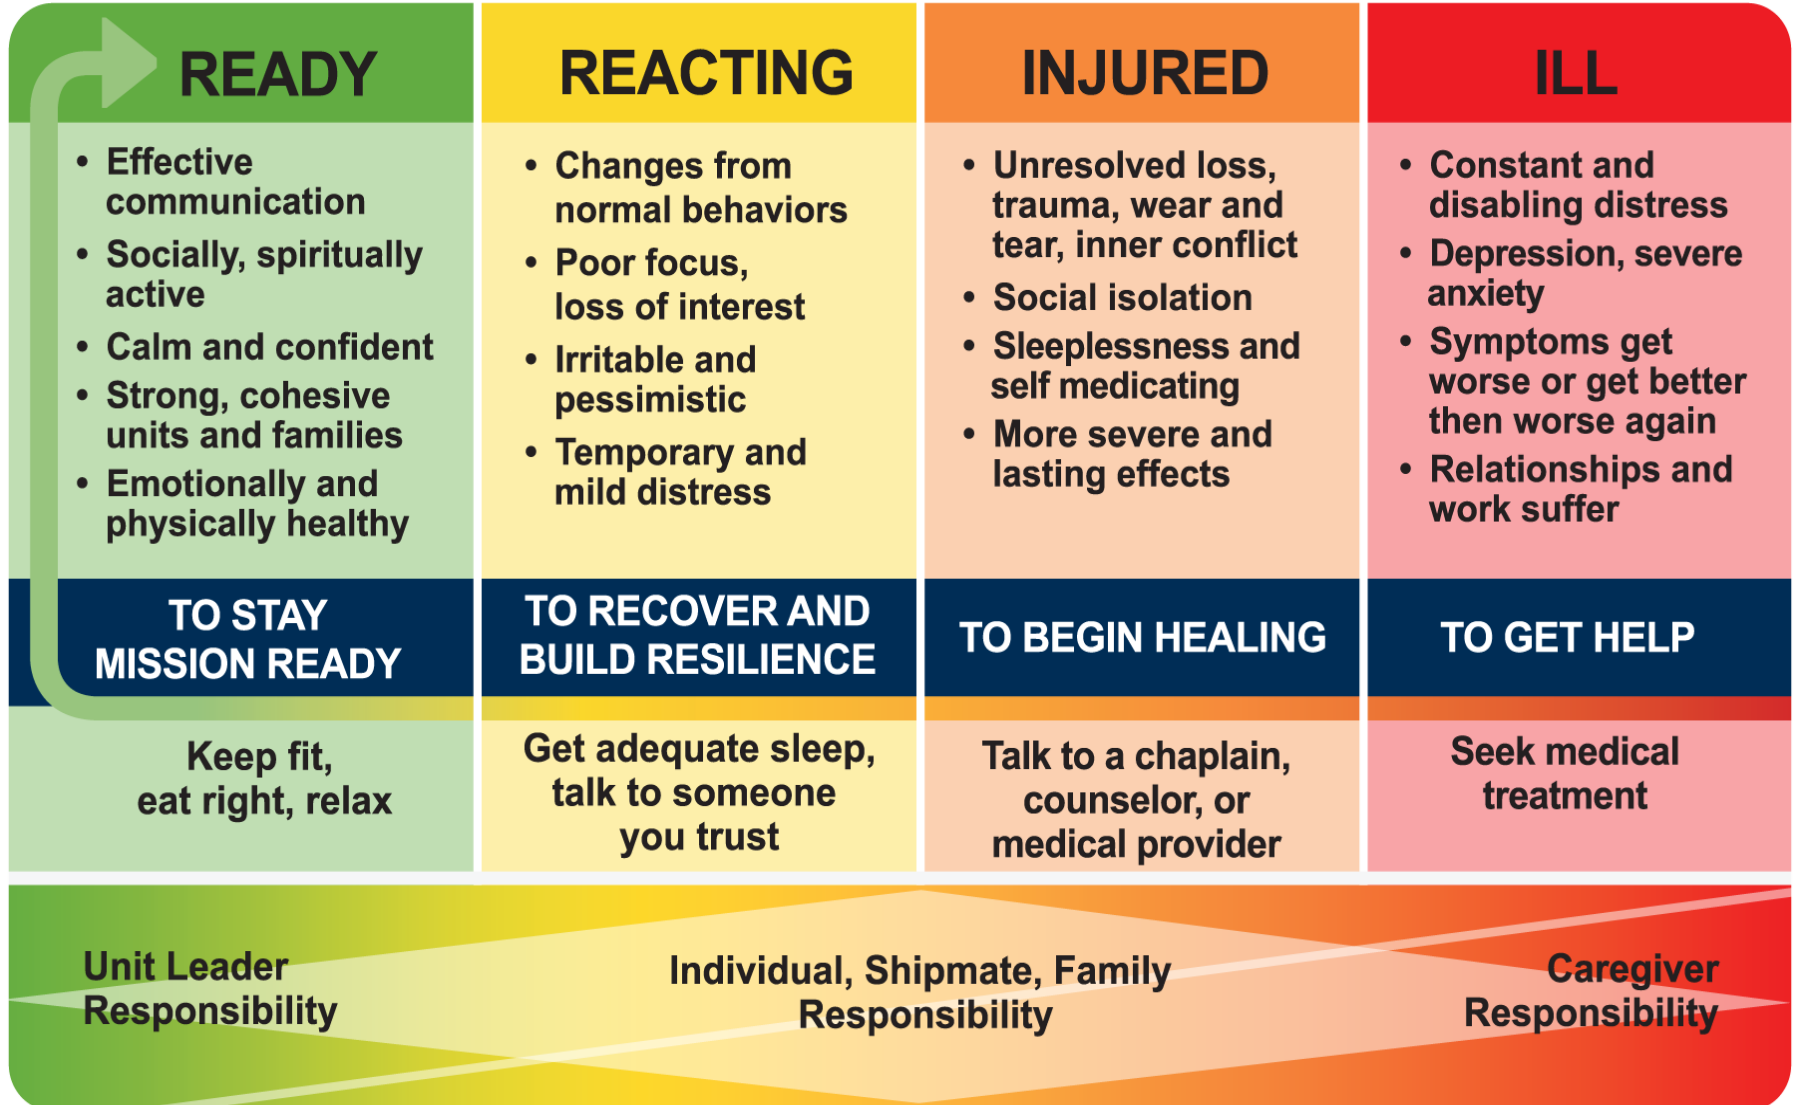 READY
• Effective
communication
• Socially, spiritually
active
• Calm and confident
• Strong, cohesive
units and families
• Emotionally and
physically healthy
TO STAY
MISSION READY
Keep fit,
eat right, relax
REACTING
• Changes from
normal behaviors
• Poor focus,
loss of interest
• Irritable and
pessimistic
• Temporary and
mild distress
TO RECOVER AND
BUILD RESILIENCE
Get adequate sleep,
talk to someone
you trust
INJURED
• Unresolved loss,
trauma, wear and
tear, inner conflict
• Social isolation
• Sleeplessness and
self medicating
• More severe and
lasting effects
TO BEGIN HEALING
Talk to a chaplain,
counselor, or
medical provider
ILL
• Constant and
disabling distress
• Depression, severe
anxiety
• Symptoms get
worse or get better
then worse again
• Relationships and
work suffer
TO GET HELP
Seek medical
treatment
Unit Leader
Responsibility
Individual, Shipmate, Family
Responsibility
Caregiver
Responsibility